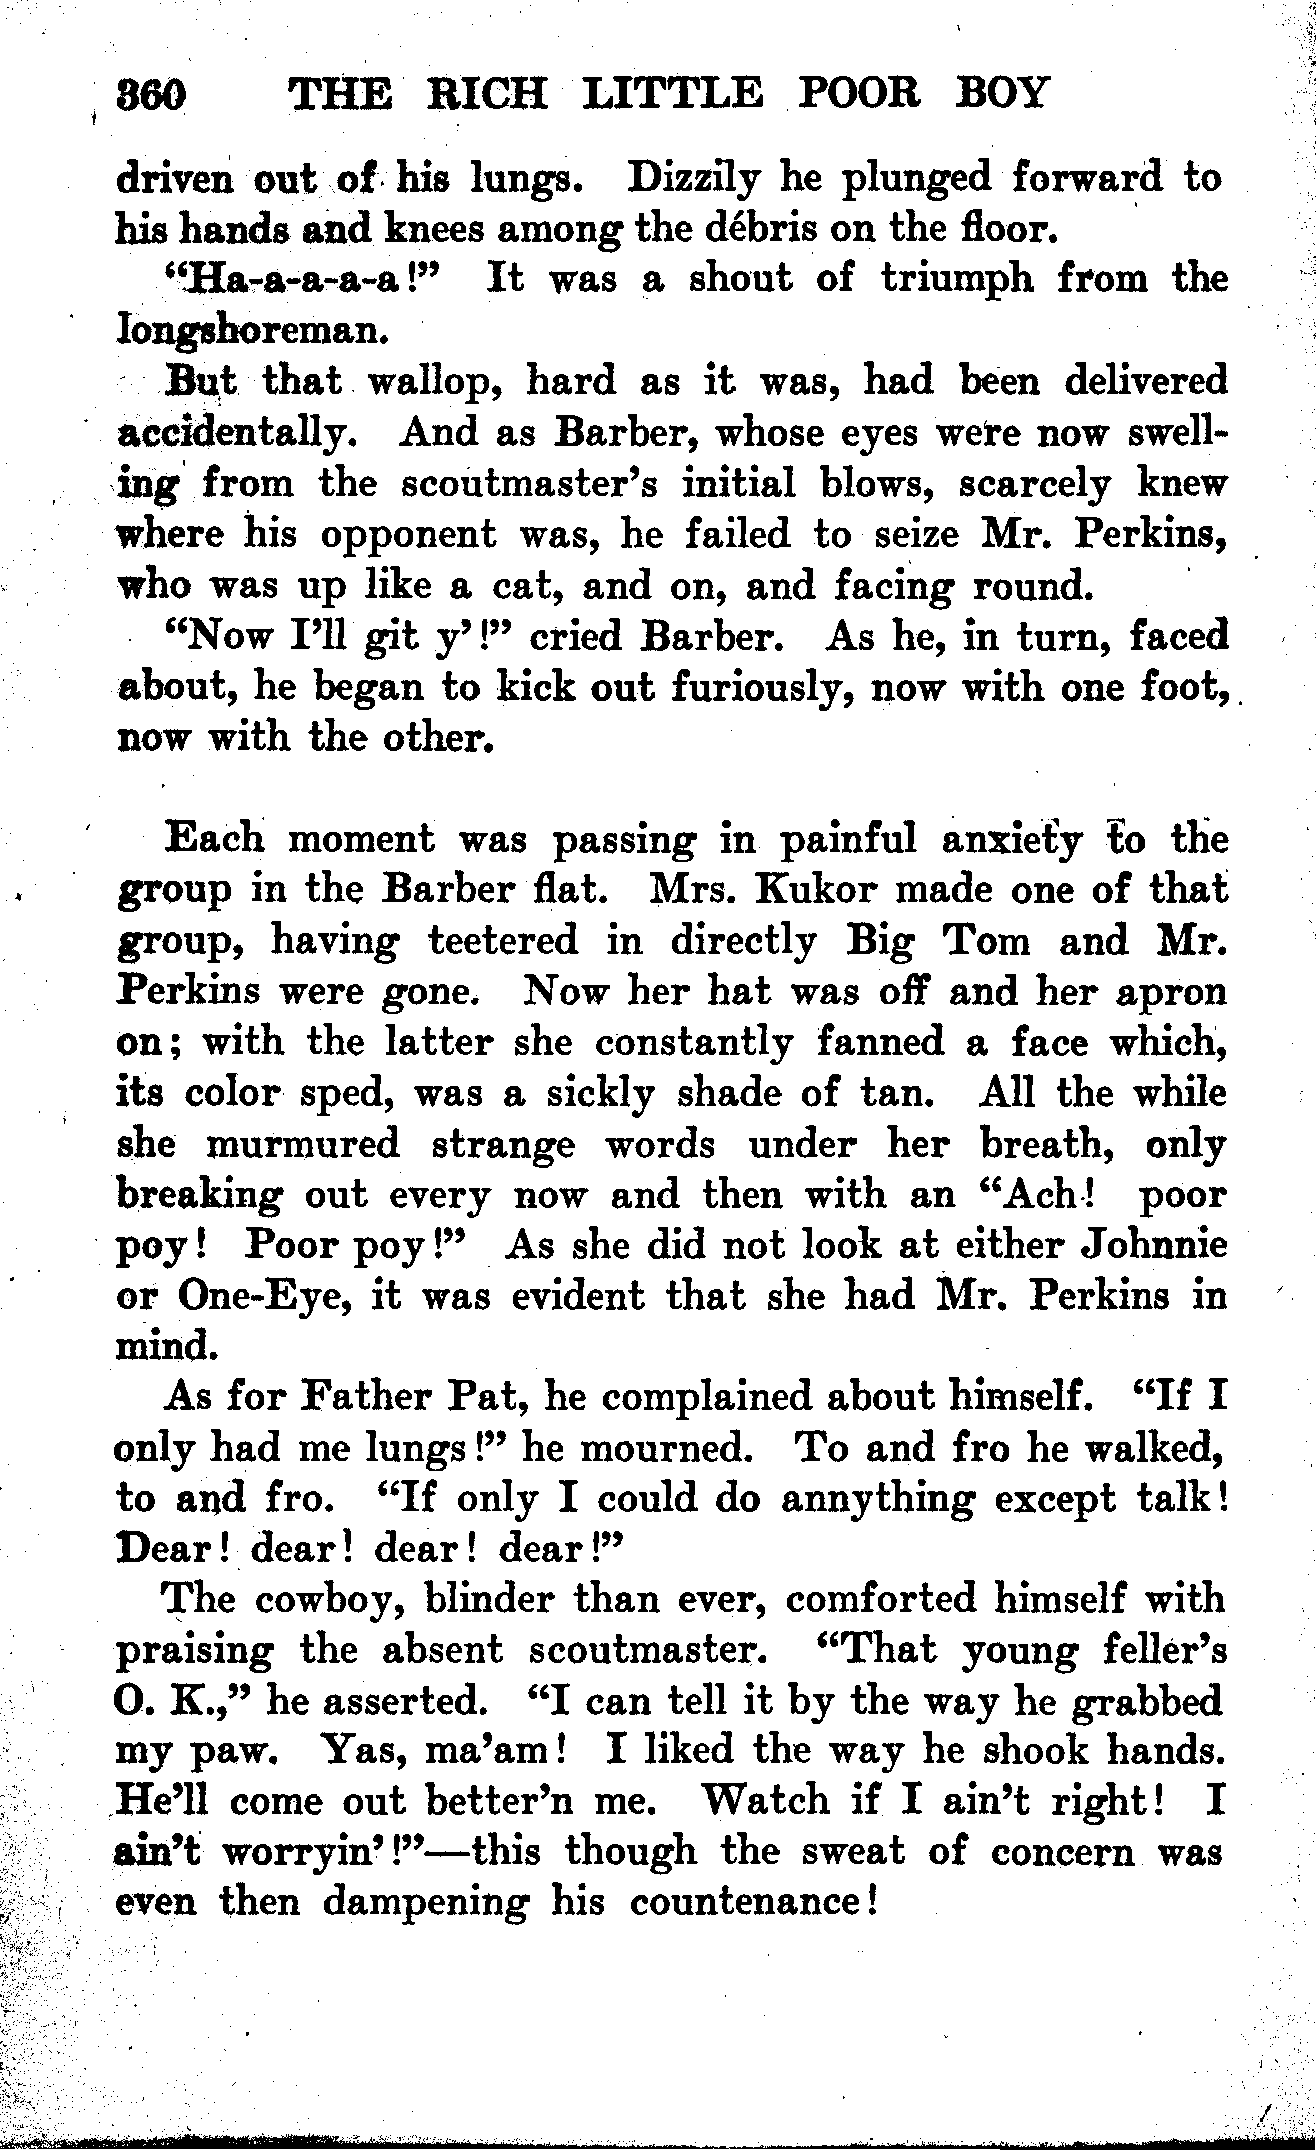 360 THE RICH LITTLE POOR BOY
driven out of his lungs. Dizzily he plunged forward to
his hands and knees among the débris on the floor.
“Ha-a-a-a-a!” It was a shout of triumph from the
longshoreman.
But that wallop, hard as it was, had been delivered
accidentally. And as Barber, whose eyes were now swell-
ing from the scoutmaster’s initial blows, scarcely knew
where his opponent was, he failed to seize Mr. Perkins,
who was up like a cat, and on, and facing round.
“Now I’ll git y’!” cried Barber. As he, in turn, faced
about, he began to kick out furiously, now with one foot,
now with the other.
Each moment was passing in painful anxiety to the
group in the Barber flat. Mrs. Kukor made one of that
group, having teetered in directly Big Tom and Mr.
Perkins were gone. Now her hat was off and her apron
on; with the latter she constantly fanned a face which,
its color sped, was a sickly shade of tan. All the while
she murmured strange words under her breath, only
breaking out every now and then with an “Ach! poor
poy! Poor poy!” As she did not look at either Johnnie
or One-Eye, it was evident that she had Mr. Perkins in
mind.
As for Father Pat, he complained about himself. “If I
only had me lungs!” he mourned. To and fro he walked,
to and fro. “If only I could do annything except talk!
Dear! dear! dear! dear!”
The cowboy, blinder than ever, comforted himself with
praising the absent scoutmaster. “That young feller’s
O. K.,” he asserted. “I can tell it by the way he grabbed
my paw. Yas, ma’am! I liked the way he shook hands.
He’ll come out better’n me. Watch if I ain’t right! I
ain’t worryin’!”—this though the sweat of concern was
even then dampening his countenance!